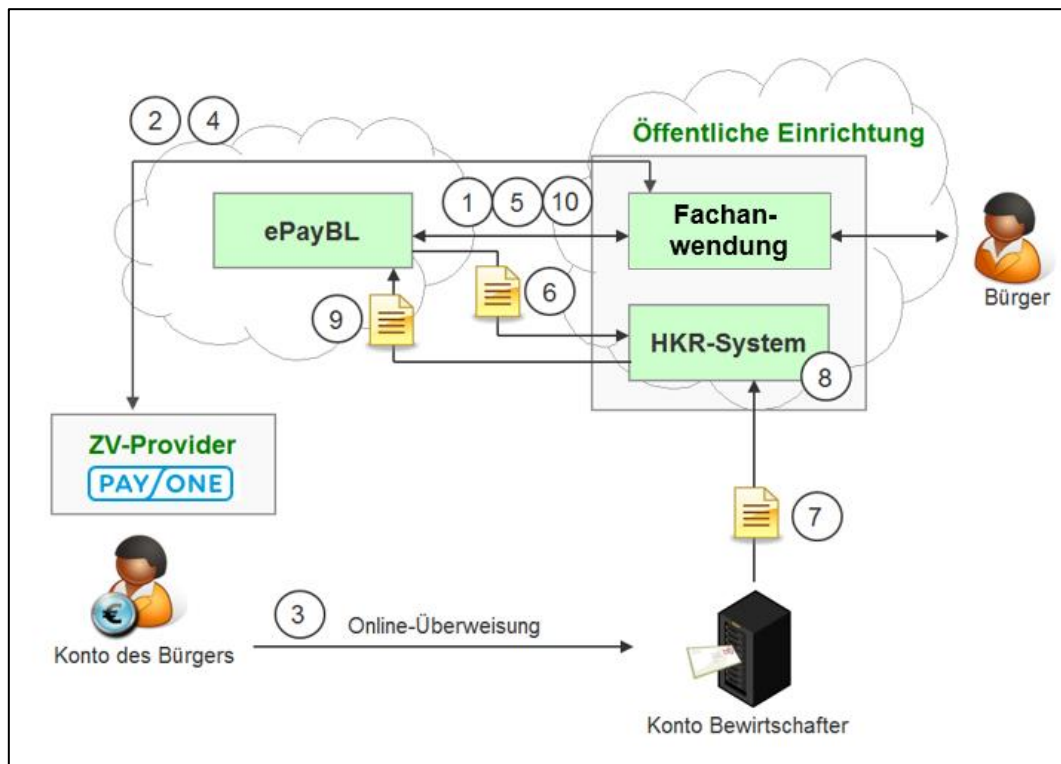 2 4
Öffentliche Einrichtung
1 5 10
ePayBL
Fachan-
wendung
Bürger
6
9
HKR-System
8
ZV-Provider
PAY/ONE
7
€
3
Online-Überweisung
Konto des Bürgers
Konto Bewirtschafter